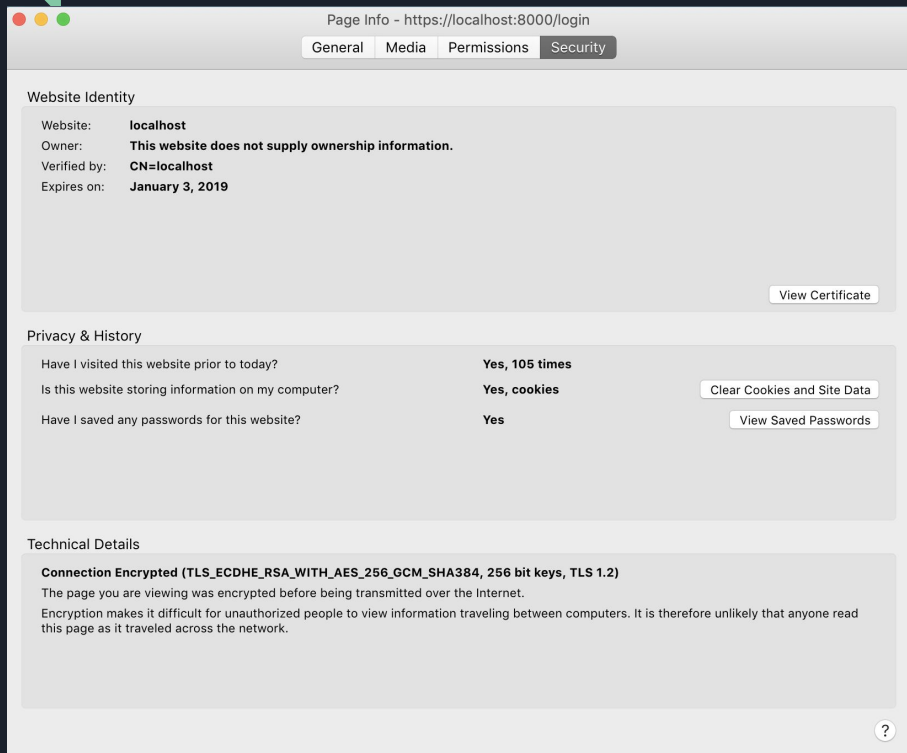 Page Info - https://localhost:8000/login
General Media Permissions Security
Website Identity
Website: localhost
Owner: This website does not supply ownership information.
Verified by: CN=localhost
Expires on: January 3, 2019
View Certificate
Privacy & History
Have I visited this website prior to today? Yes, 105 times
Is this website storing information on my computer? Yes, cookies Clear Cookies and Site Data
Have I saved any passwords for this website? Yes View Saved Passwords
Technical Details
Connection Encrypted (TLS_ECDHE_RSA_WITH_AES_256_GCM_SHA384, 256 bit keys, TLS 1.2)
The page you are viewing was encrypted before being transmitted over the Internet.
Encryption makes it difficult for unauthorized people to view information traveling between computers. It is therefore unlikely that anyone read
this page as it traveled across the network.
?